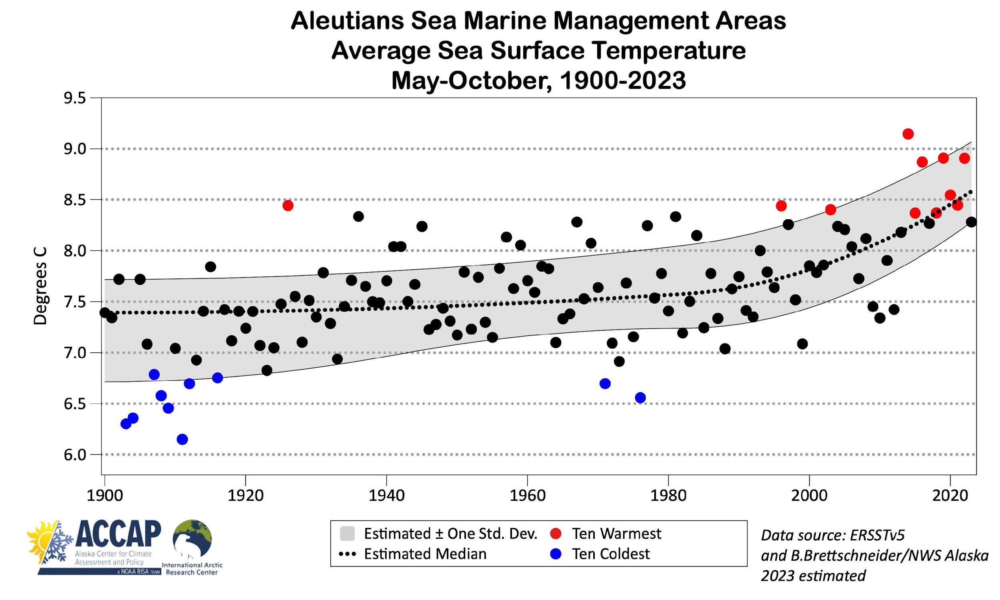 Aleutians Sea Marine Management Areas
Average Sea Surface Temperature
May-October, 1900-2023
9.5
9.0
8.5
8.0
7.5
7.0
6.5
6.0
Degrees C
1900 1920 1940 1960 1980 2000 2020
ACCAP
Alaska Center for Climate
Assessment and Policy
A NOAA RISA TEAM
International Arctic
Research Center
Estimated ± One Std. Dev.
Ten Warmest
Estimated Median
Ten Coldest
Data source: ERSSTv5
and B.Brettschneider/NWS Alaska
2023 estimated